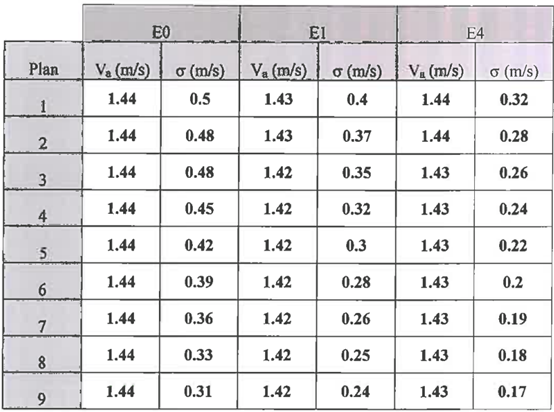 E0 E1 E4
Plan Va (m/s) σ (m/s) Va (m/s) σ (m/s) Va (m/s) σ (m/s)
1 1.44 0.5 1.43 0.4 1.44 0.32
2 1.44 0.48 1.43 0.37 1.44 0.28
3 1.44 0.48 1.42 0.35 1.43 0.26
4 1.44 0.45 1.42 0.32 1.43 0.24
5 1.44 0.42 1.42 0.3 1.43 0.22
6 1.44 0.39 1.42 0.28 1.43 0.2
7 1.44 0.36 1.42 0.26 1.43 0.19
8 1.44 0.33 1.42 0.25 1.43 0.18
9 1.44 0.31 1.42 0.24 1.43 0.17